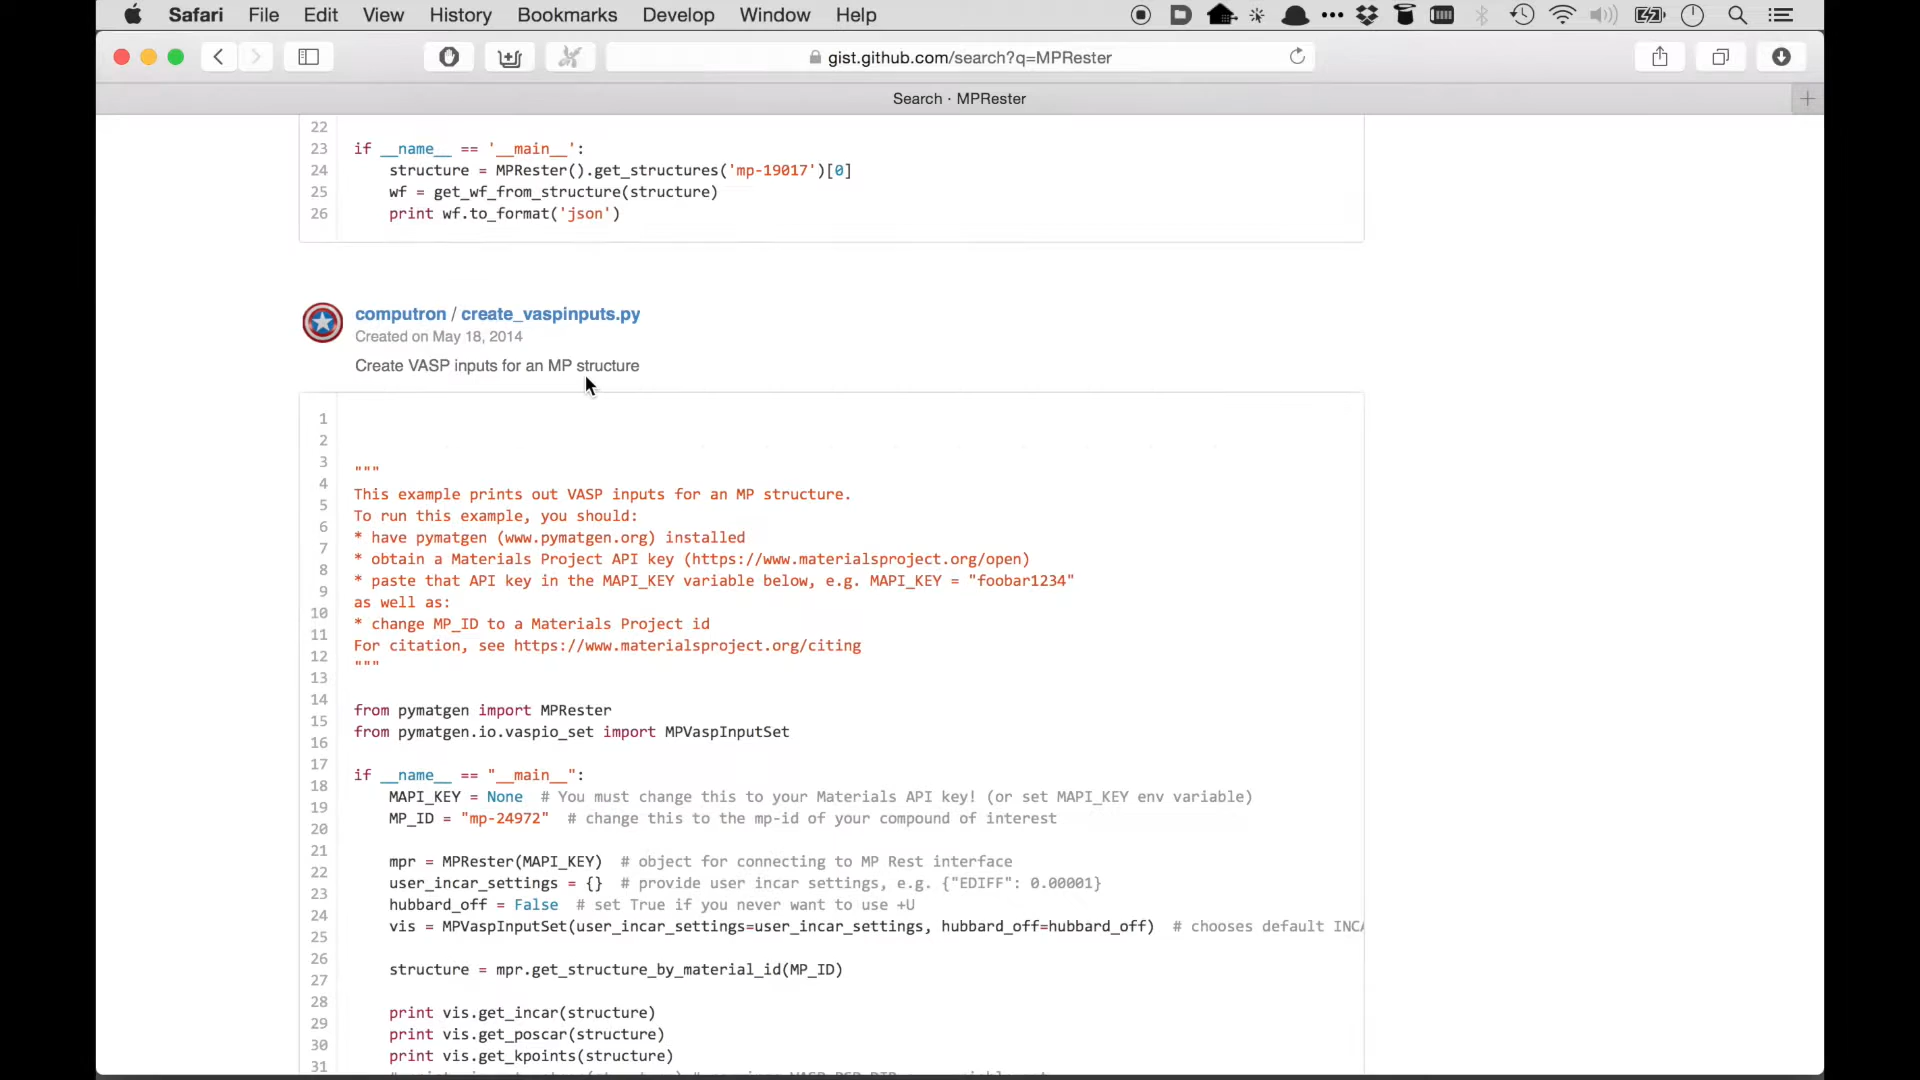 Safari File Edit View History Bookmarks Develop Window Help
gist.github.com/search?q=MPRester
Search · MPRester
22
23 if __name__ == '__main__':
24 structure = MPRester().get_structures('mp-19017')[0]
25 wf = get_wf_from_structure(structure)
26 print wf.to_format('json')
computron / create_vaspinputs.py
Created on May 18, 2014
Create VASP inputs for an MP structure
1
2
3 """
4 This example prints out VASP inputs for an MP structure.
5 To run this example, you should:
6 * have pymatgen (www.pymatgen.org) installed
7 * obtain a Materials Project API key (https://www.materialsproject.org/open)
8 * paste that API key in the MAPI_KEY variable below, e.g. MAPI_KEY = "foobar1234"
9 as well as:
10 * change MP_ID to a Materials Project id
11 For citation, see https://www.materialsproject.org/citing
12 """
13
14 from pymatgen import MPRester
15 from pymatgen.io.vaspio_set import MPVaspInputSet
16
17 if __name__ == "__main__":
18 MAPI_KEY = None # You must change this to your Materials API key! (or set MAPI_KEY env variable)
19 MP_ID = "mp-24972" # change this to the mp-id of your compound of interest
20
21 mpr = MPRester(MAPI_KEY) # object for connecting to MP Rest interface
22 user_incar_settings = {} # provide user incar settings, e.g. {"EDIFF": 0.00001}
23 hubbard_off = False # set True if you never want to use +U
24 vis = MPVaspInputSet(user_incar_settings=user_incar_settings, hubbard_off=hubbard_off) # chooses default INCA
25
26 structure = mpr.get_structure_by_material_id(MP_ID)
27
28 print vis.get_incar(structure)
29 print vis.get_poscar(structure)
30 print vis.get_kpoints(structure)
31